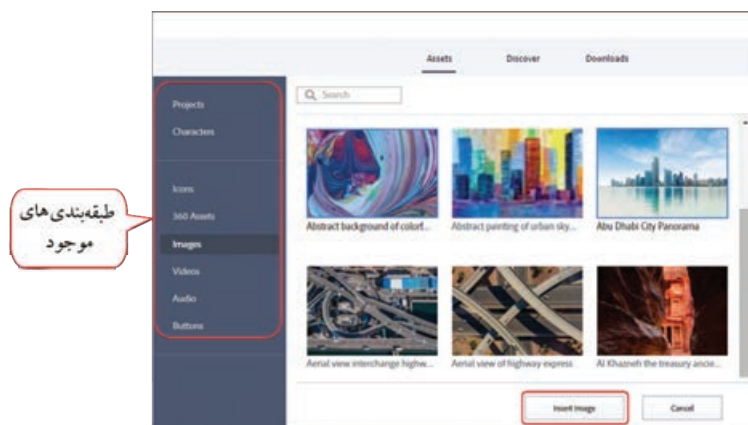 Assets Discover Downloads
Search
Projects
Characters
Icons
360 Assets
Images
Videos
Audio
Buttons
طبقه‌بندی‌های
موجود
Abstract background of colorf...
Abstract painting of urban sky...
Abu Dhabi City Panorama
Aerial view interchange highw...
Aerial view of highway express
Al Khazneh the treasury ancie...
Insert Image Cancel